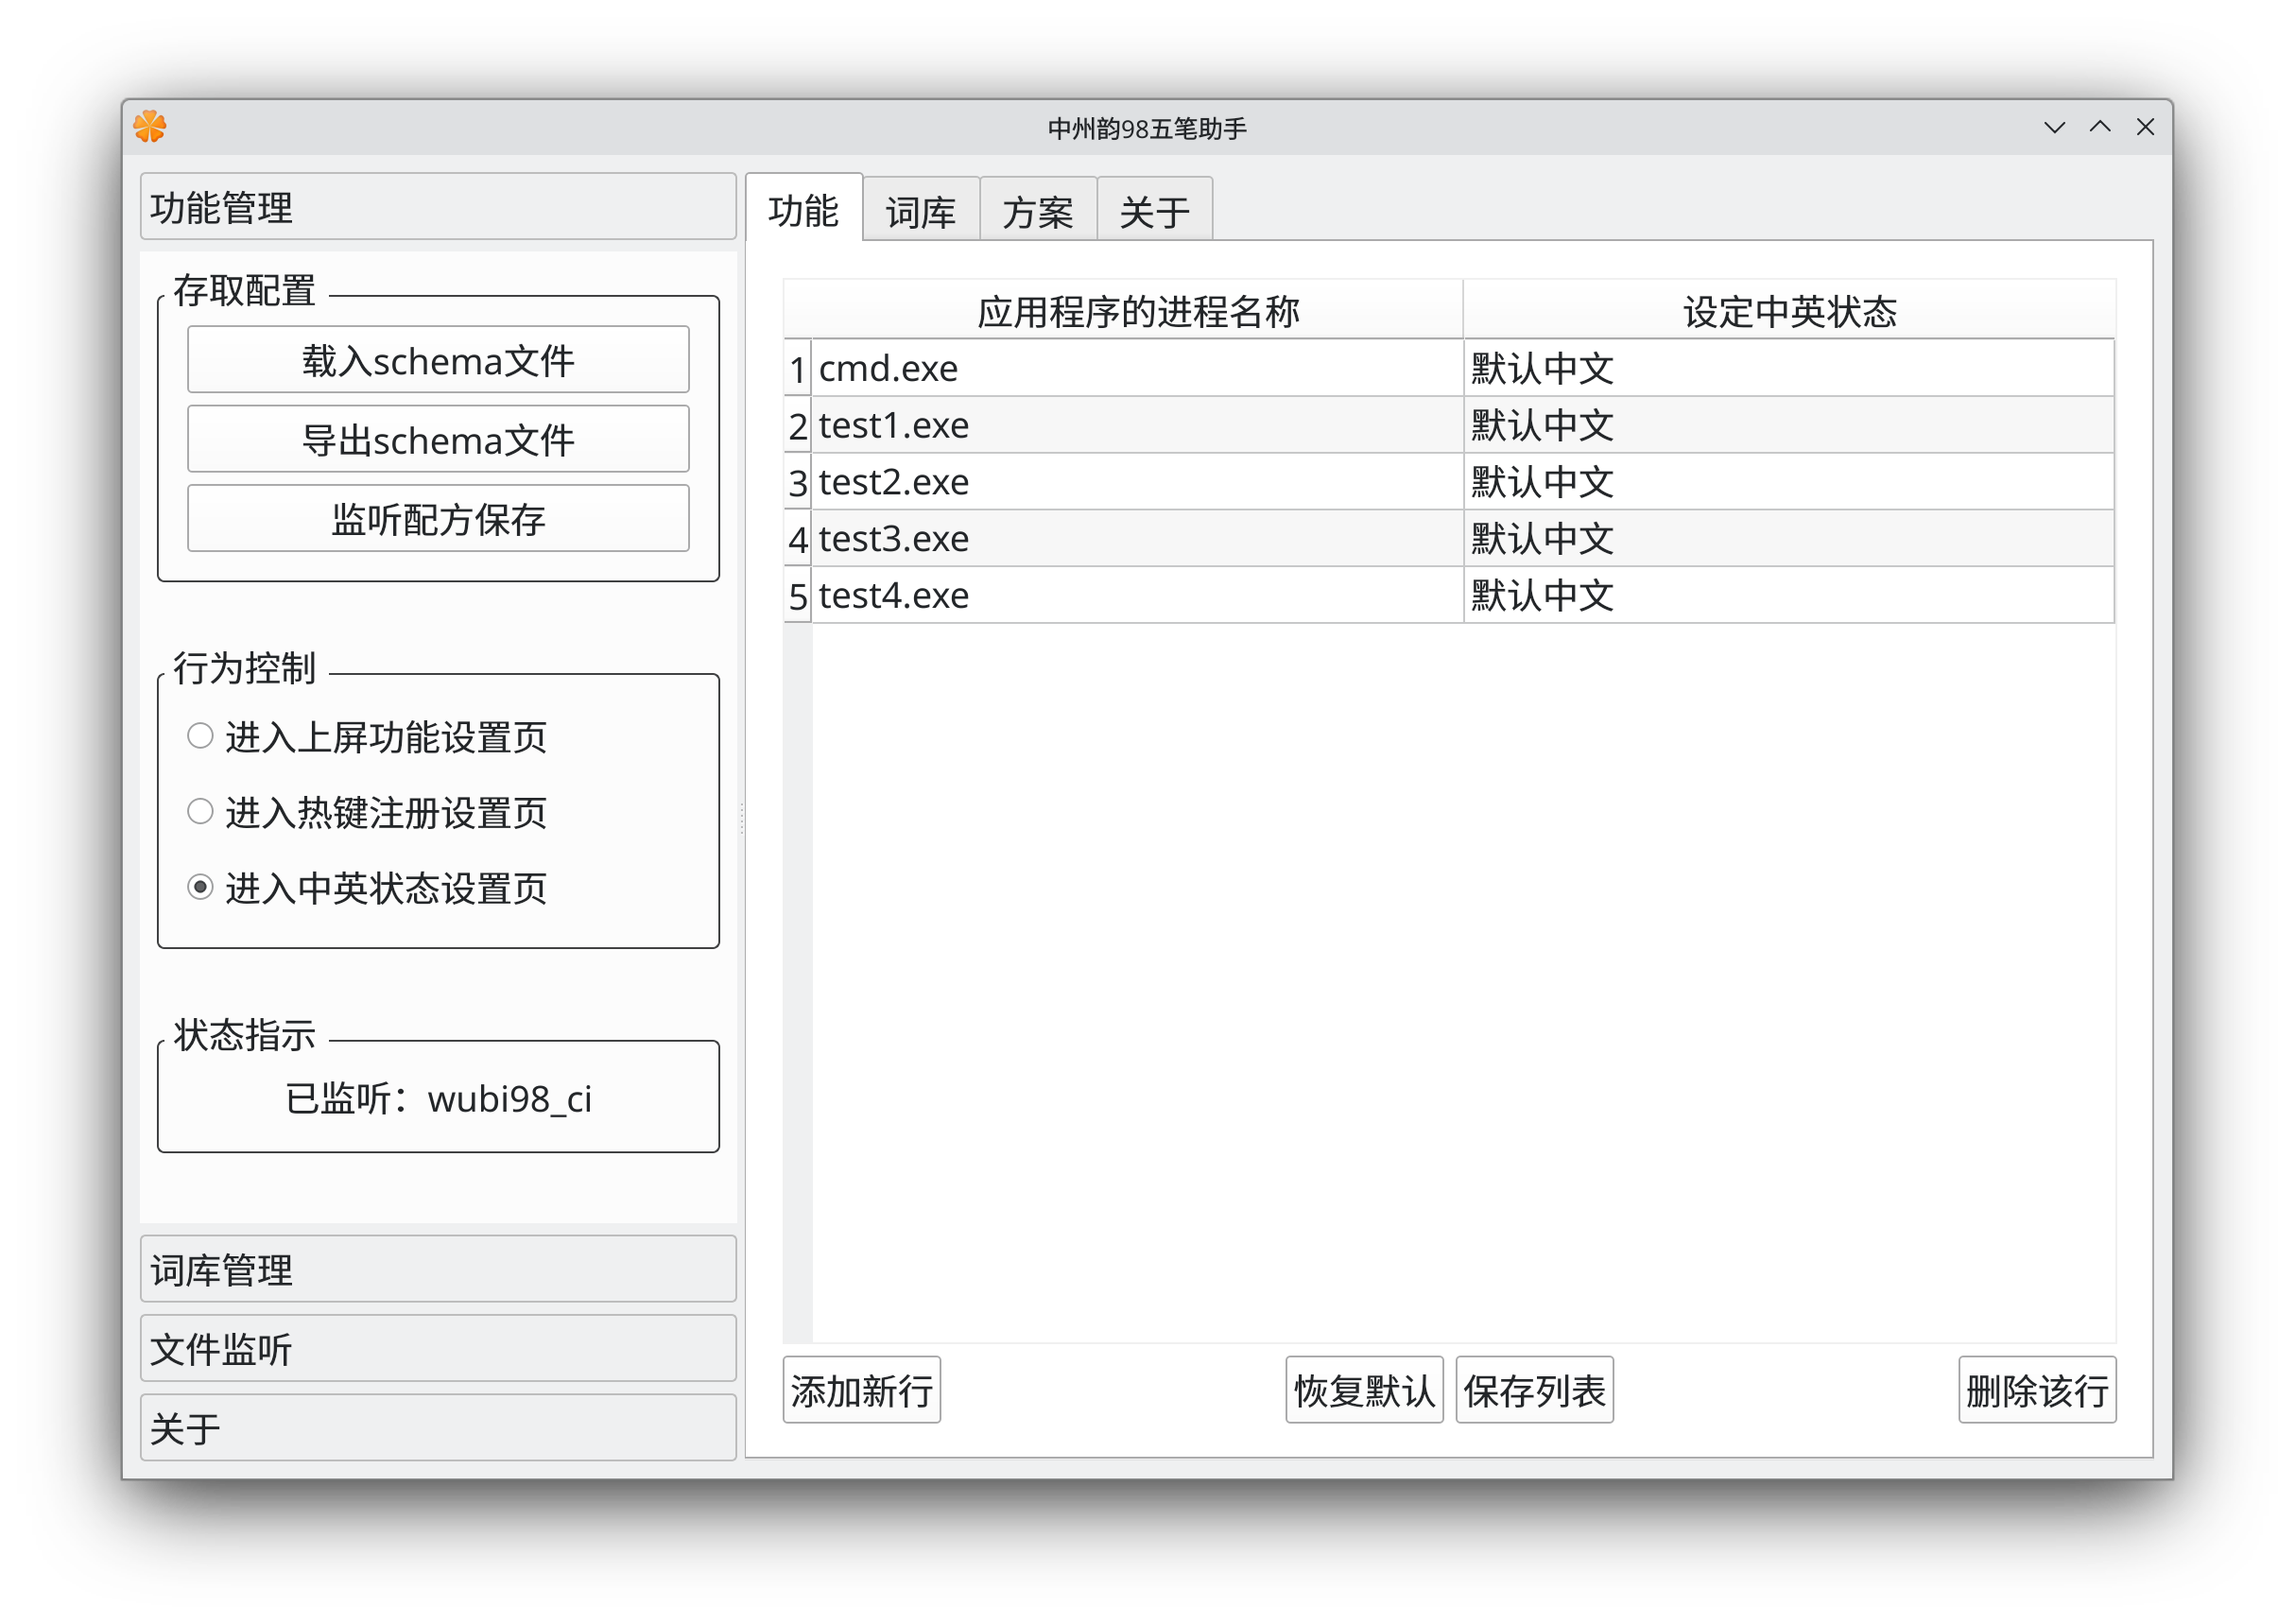 中州韵98五笔助手
功能管理
存取配置
载入schema文件
导出schema文件
监听配方保存
行为控制
进入上屏功能设置页
进入热键注册设置页
进入中英状态设置页
状态指示
已监听：wubi98_ci
词库管理
文件监听
关于
功能 词库 方案 关于
应用程序的进程名称 设定中英状态
1 cmd.exe 默认中文
2 test1.exe 默认中文
3 test2.exe 默认中文
4 test3.exe 默认中文
5 test4.exe 默认中文
添加新行 恢复默认 保存列表 删除该行